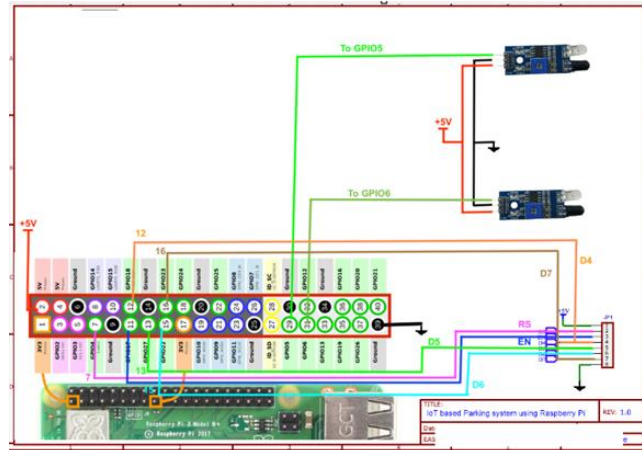 To GPIO5
+5V
To GPIO6
+5V
12
16
D4
D7
5V
5V
Ground
GPIO14
GPIO15
GPIO18
Ground
GPIO23
GPIO24
Ground
GPIO25
GPIO8
GPIO7
ID_SC
Ground
GPIO12
Ground
GPIO16
GPIO20
GPIO21
2 4 6 8 10 12 14 16 18 20 22 24 26 28 30 32 34 36 38 40
1 3 5 7 9 11 13 15 17 19 21 23 25 27 29 31 33 35 37 39
3V3
GPIO2
GPIO3
GPIO4
Ground
GPIO27
GPIO22
3V3
GPIO10
GPIO9
GPIO11
Ground
ID_SD
GPIO5
GPIO6
GPIO13
GPIO19
GPIO26
Ground
RS
EN
D5
D6
7
13
15
+5V
JP1
Raspberry Pi 3 Model B+
© Raspberry Pi 2017
GCT
TITLE:
IoT based Parking system using Raspberry Pi
REV: 1.0